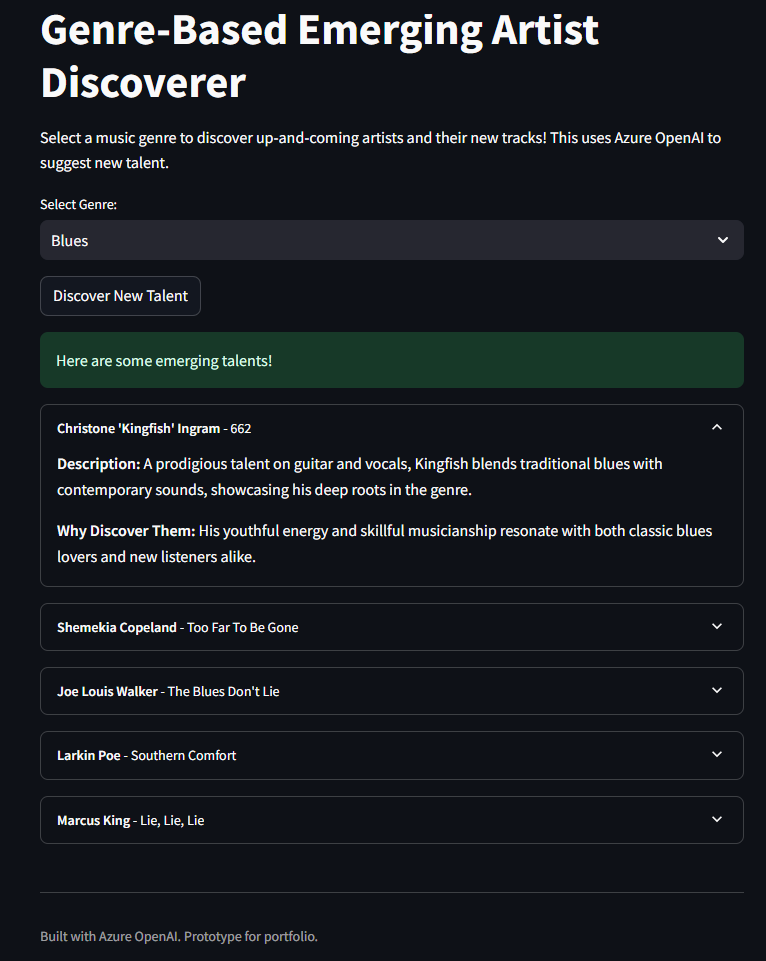 Genre-Based Emerging Artist
Discoverer
Select a music genre to discover up-and-coming artists and their new tracks! This uses Azure OpenAI to
suggest new talent.
Select Genre:
Blues
Discover New Talent
Here are some emerging talents!
Christone 'Kingfish' Ingram - 662
Description: A prodigious talent on guitar and vocals, Kingfish blends traditional blues with
contemporary sounds, showcasing his deep roots in the genre.
Why Discover Them: His youthful energy and skillful musicianship resonate with both classic blues
lovers and new listeners alike.
Shemekia Copeland - Too Far To Be Gone
Joe Louis Walker - The Blues Don't Lie
Larkin Poe - Southern Comfort
Marcus King - Lie, Lie, Lie
Built with Azure OpenAI. Prototype for portfolio.